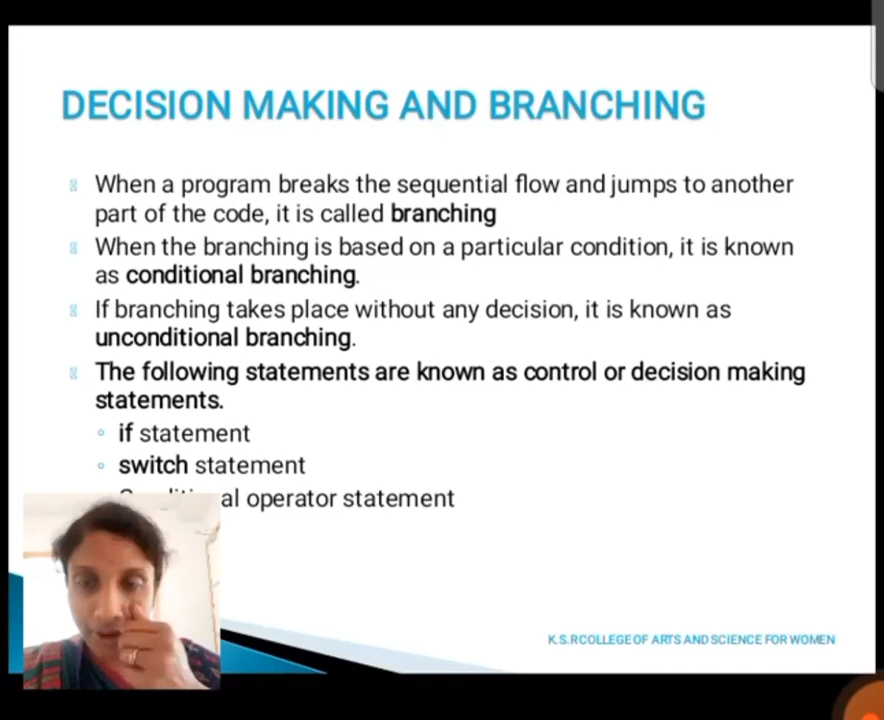 DECISION MAKING AND BRANCHING
When a program breaks the sequential flow and jumps to another
part of the code, it is called branching
When the branching is based on a particular condition, it is known
as conditional branching.
If branching takes place without any decision, it is known as
unconditional branching.
The following statements are known as control or decision making
statements.
if statement
switch statement
operator statement
K.S.R COLLEGE OF ARTS AND SCIENCE FOR WOMEN